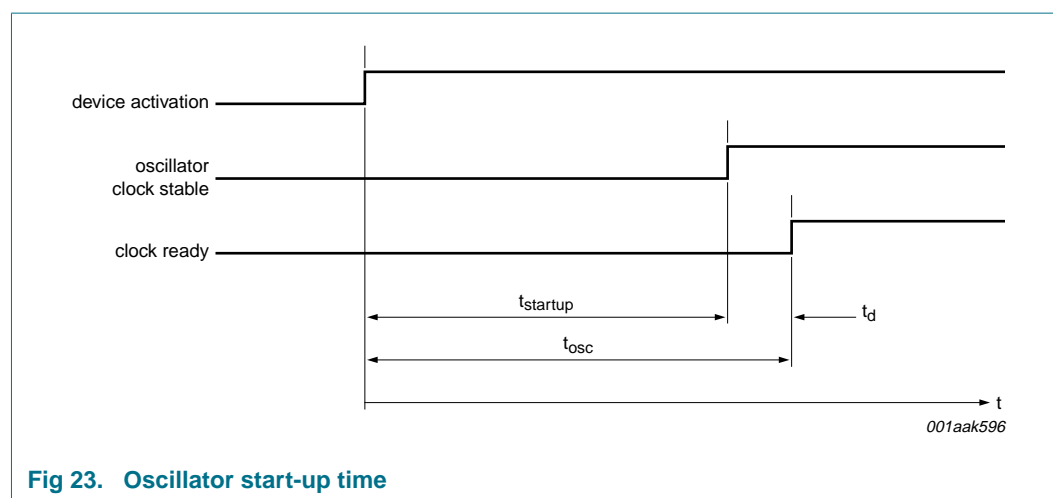 device activation
oscillator
clock stable
clock ready
tstartup
td
tosc
t
001aak596
Fig 23. Oscillator start-up time